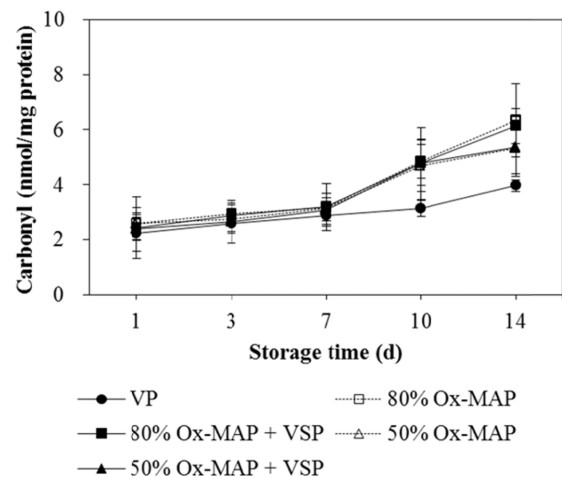 Carbonyl (nmol/mg protein)
10
8
6
4
2
0
1 3 7 10 14
Storage time (d)
VP 80% Ox-MAP
80% Ox-MAP + VSP 50% Ox-MAP
50% Ox-MAP + VSP